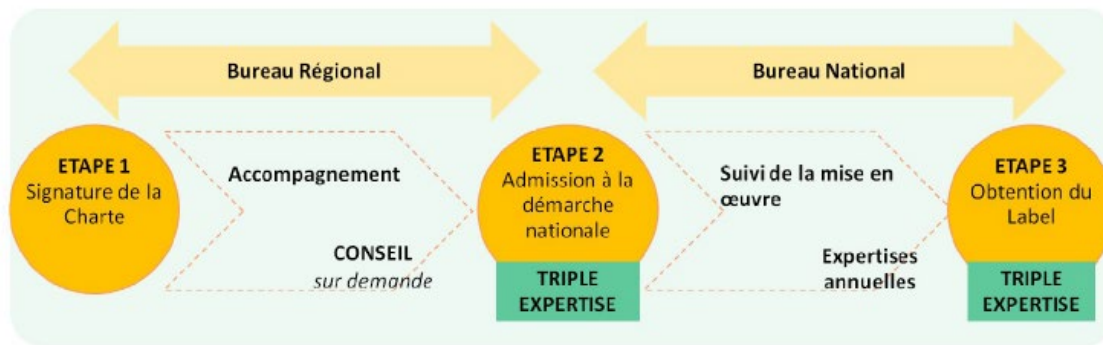 Bureau Régional
Bureau National
ETAPE 1
Signature de la
Charte
Accompagnement
CONSEIL
sur demande
ETAPE 2
Admission à la
démarche
nationale
TRIPLE
EXPERTISE
Suivi de la mise en
œuvre
Expertises
annuelles
ETAPE 3
Obtention du
Label
TRIPLE
EXPERTISE